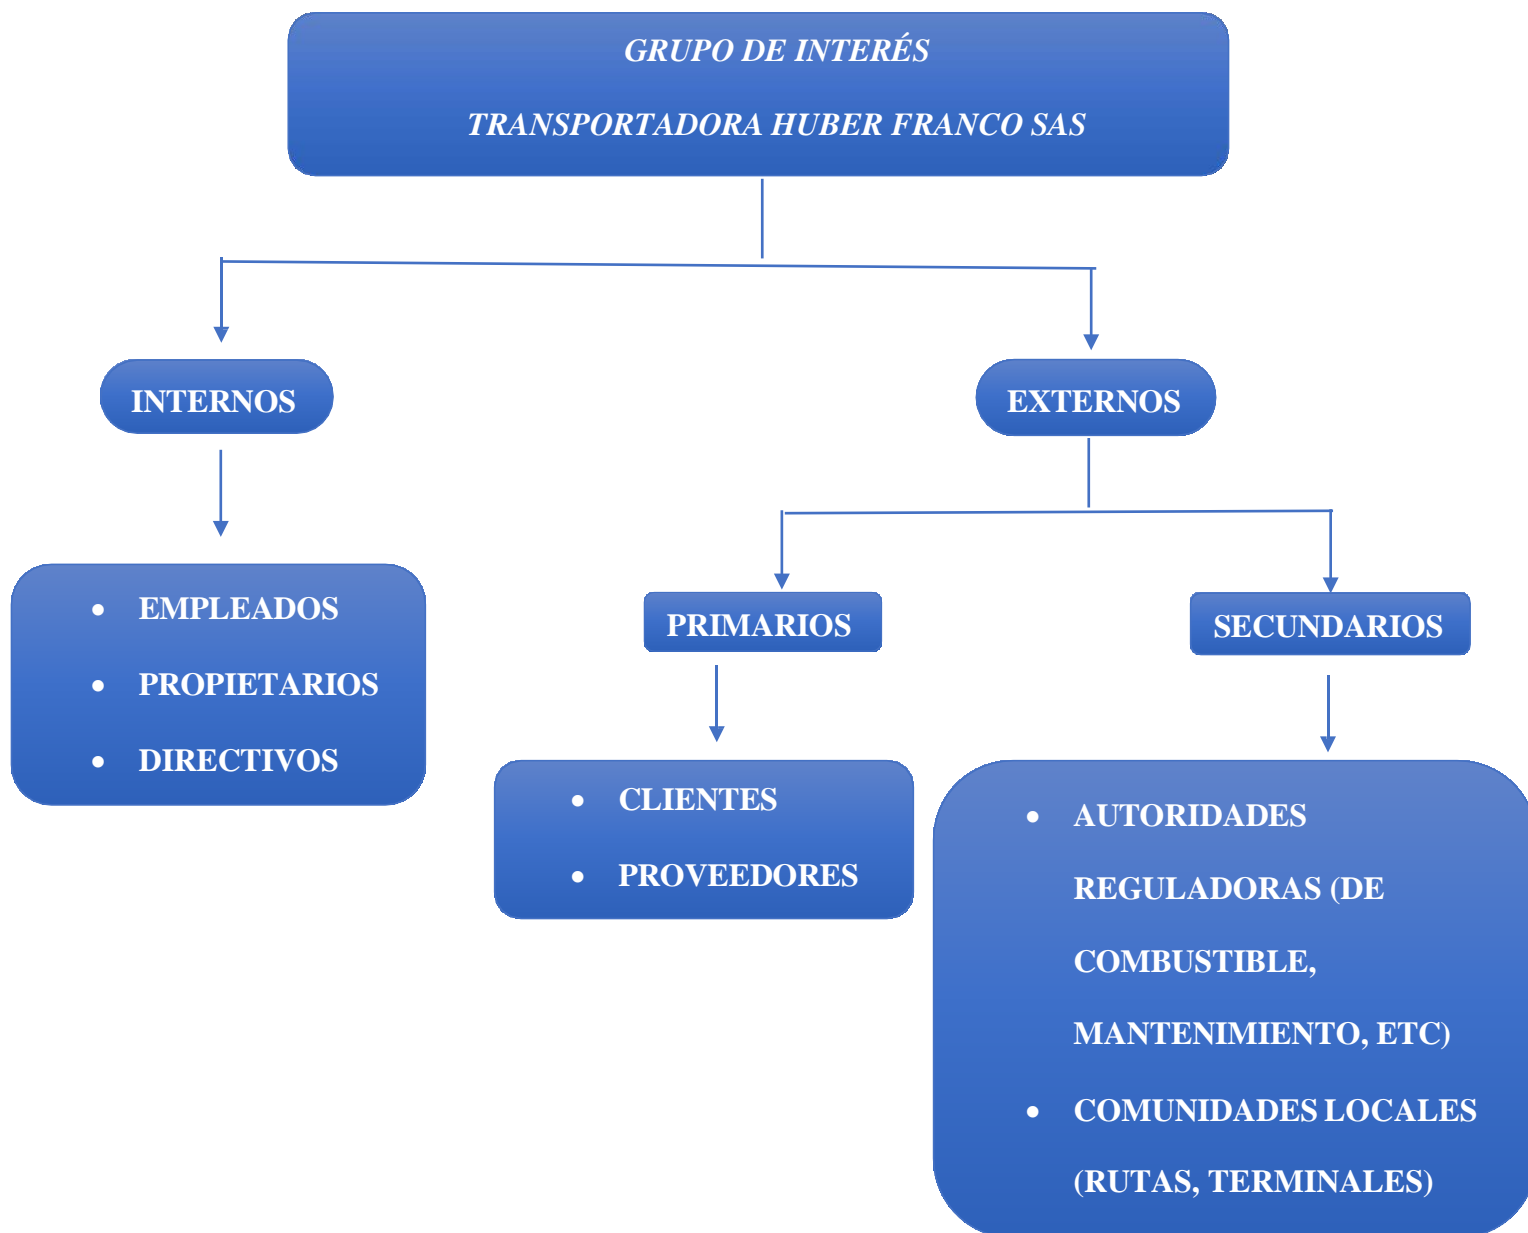 GRUPO DE INTERÉS
TRANSPORTADORA HUBER FRANCO SAS
INTERNOS
EXTERNOS
• EMPLEADOS
• PROPIETARIOS
• DIRECTIVOS
PRIMARIOS
SECUNDARIOS
• CLIENTES
• PROVEEDORES
• AUTORIDADES
REGULADORAS (DE
COMBUSTIBLE,
MANTENIMIENTO, ETC)
• COMUNIDADES LOCALES
(RUTAS, TERMINALES)